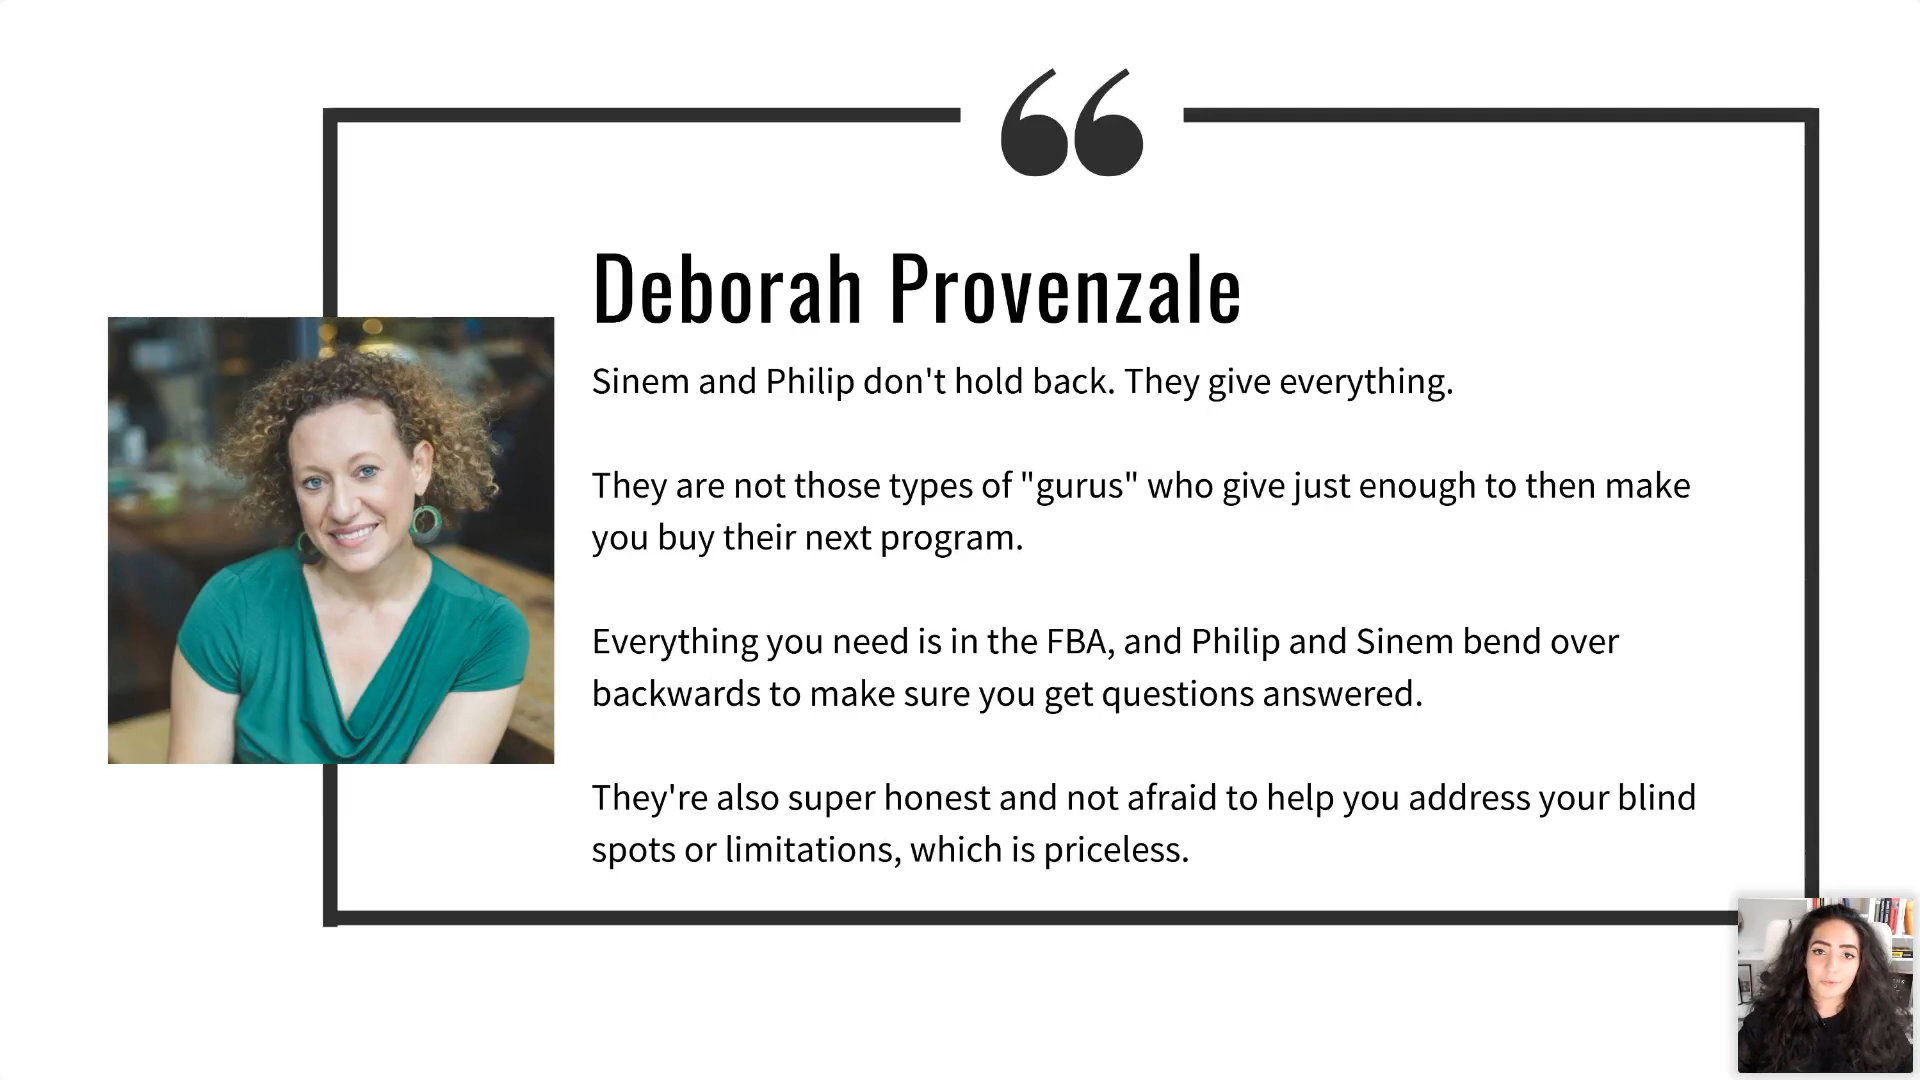 Deborah Provenzale
Sinem and Philip don't hold back. They give everything.
They are not those types of "gurus" who give just enough to then make
you buy their next program.
Everything you need is in the FBA, and Philip and Sinem bend over
backwards to make sure you get questions answered.
They're also super honest and not afraid to help you address your blind
spots or limitations, which is priceless.